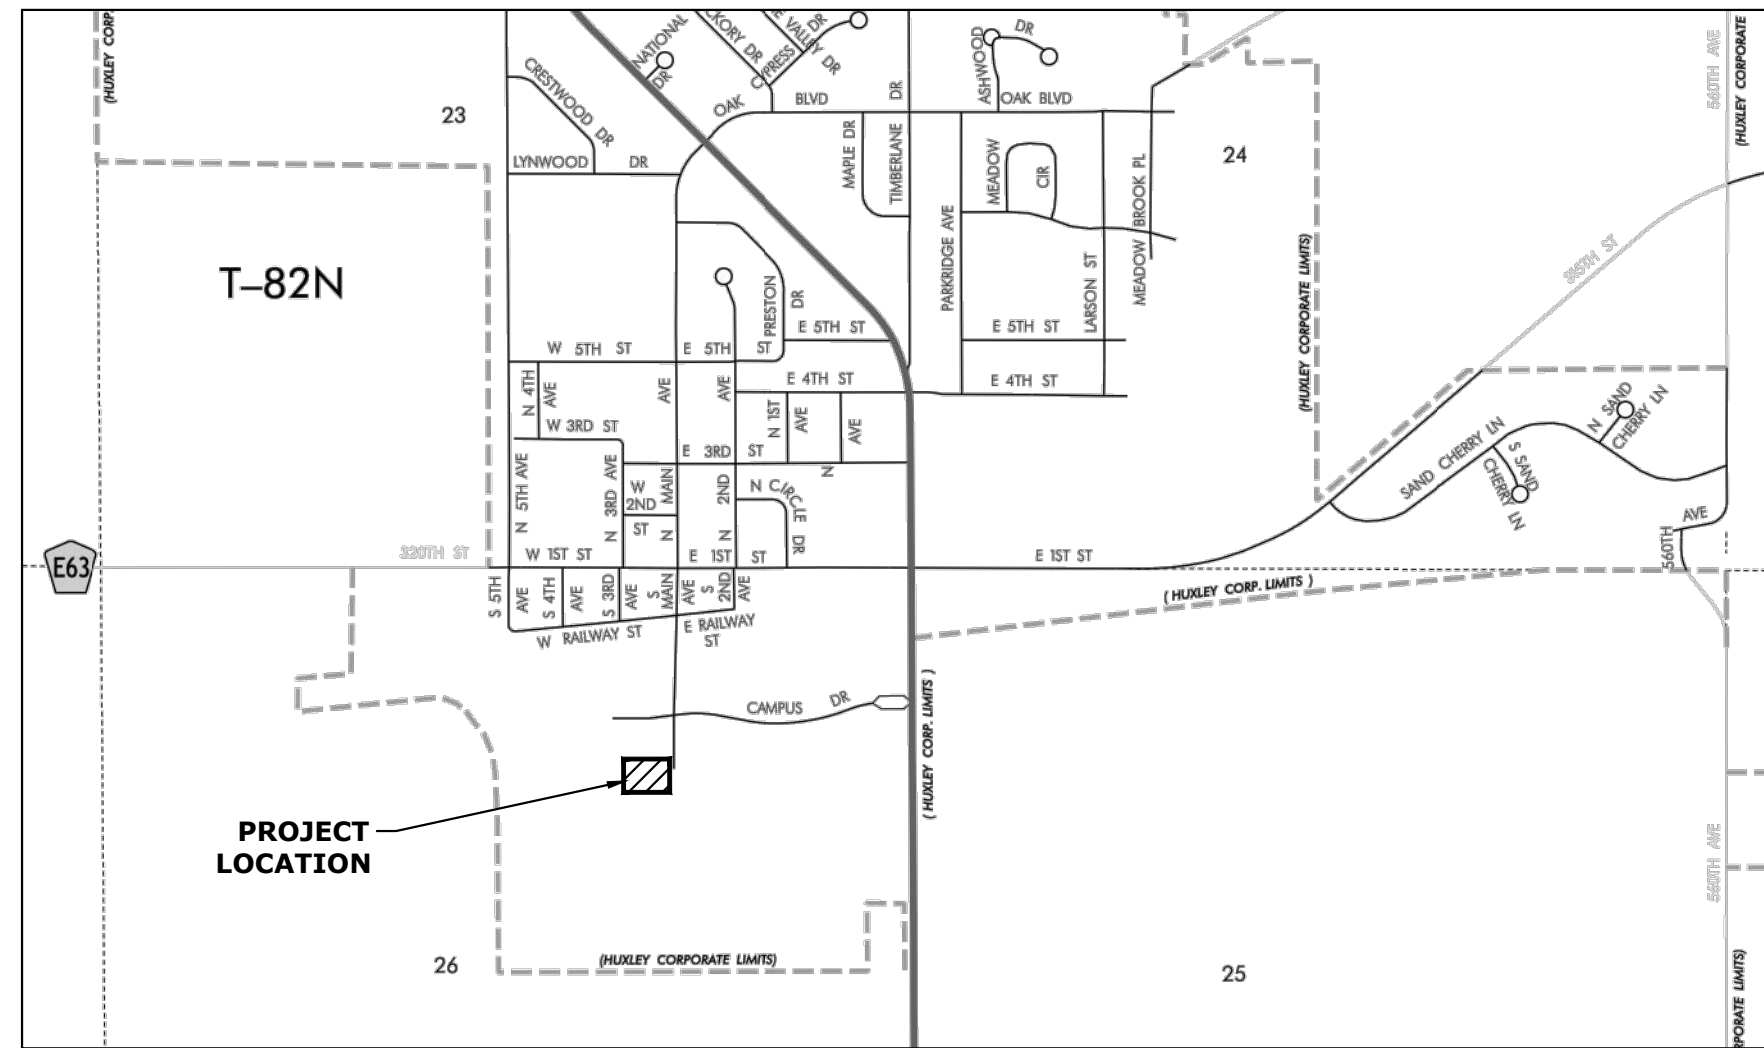 (HUXLEY CORP.
NATIONAL
DR
CKORY DR
CYPRESS DR
E VALLEY DR
CRESTWOOD DR
ASHWOOD
DR
560TH AVE
(HUXLEY CORPORATE
23
OAK BLVD
DR
OAK BLVD
LYNWOOD DR
MAPLE DR
TIMBERLANE
MEADOW
CIR
MEADOW BROOK PL
24
T–82N
PARKRIDGE AVE
LARSON ST
(HUXLEY CORPORATE LIMITS)
315TH ST
PRESTON
DR
E 5TH ST
E 5TH ST
W 5TH ST
E 5TH ST
E 4TH ST
E 4TH ST
N 4TH
AVE
AVE
AVE
N 1ST
AVE
AVE
N
W 3RD ST
E 3RD ST
N 5TH AVE
N 3RD AVE
W
2ND
ST
N MAIN
N 2ND
N CIRCLE DR
SAND CHERRY LN
N SAND
CHERRY LN
S SAND
CHERRY LN
560TH
AVE
E63
320TH ST
W 1ST ST
E 1ST ST
E 1ST ST
S 5TH
AVE
S 4TH
AVE
S 3RD
AVE
S
MAIN
AVE
S
2ND
AVE
W RAILWAY ST
E RAILWAY
ST
( HUXLEY CORP. LIMITS )
CAMPUS DR
( HUXLEY CORP. LIMITS )
PROJECT
LOCATION
560TH AVE
26
(HUXLEY CORPORATE LIMITS)
25
PORATE LIMITS)